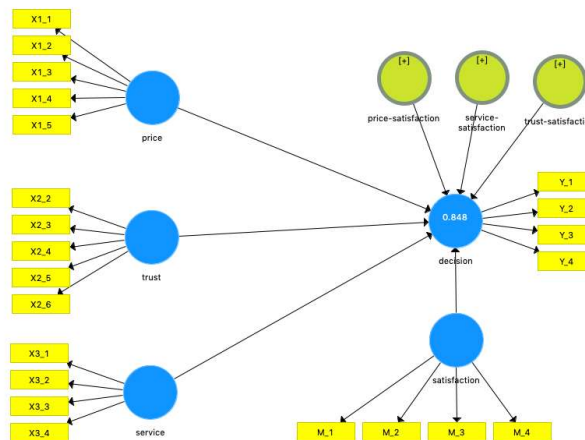 X1_1
X1_2
X1_3
X1_4
X1_5
price
[+]
price-satisfaction
[+]
service-
satisfaction
[+]
trust-satisfaction
X2_2
X2_3
X2_4
X2_5
X2_6
trust
0.848
decision
Y_1
Y_2
Y_3
Y_4
X3_1
X3_2
X3_3
X3_4
service
satisfaction
M_1
M_2
M_3
M_4